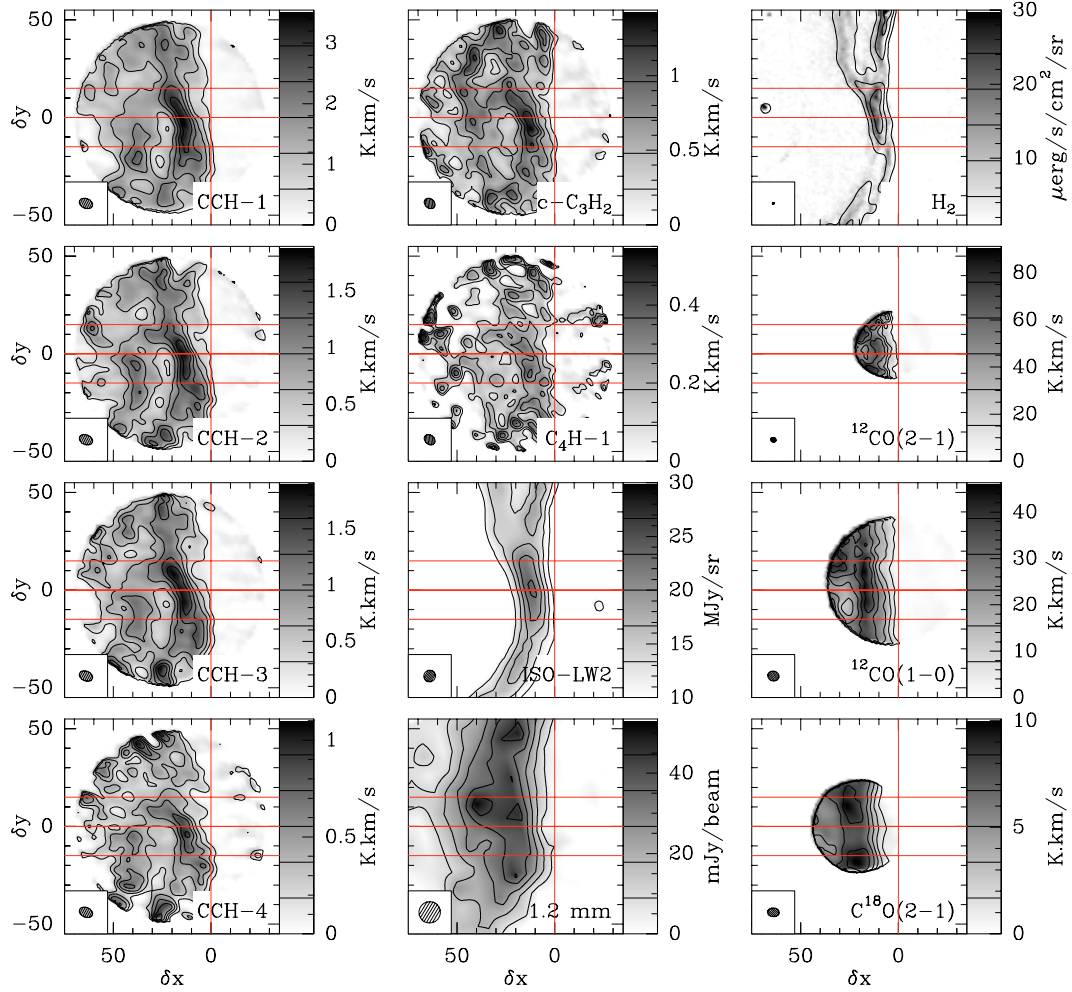 50
δy
0
−50
CCH−1
3
2
1
0
K.km/s
c−C₃H₂
1
0.5
0
K.km/s
H₂
30
20
10
μerg/s/cm²/sr
50
δy
0
−50
CCH−2
1.5
1
0.5
0
K.km/s
C₄H−1
0.4
0.2
0
K.km/s
¹²CO(2−1)
80
60
40
20
0
K.km/s
50
δy
0
−50
CCH−3
1.5
1
0.5
0
K.km/s
ISO−LW2
30
25
20
15
10
MJy/sr
¹²CO(1−0)
40
30
20
10
0
K.km/s
50
δy
0
−50
CCH−4
1
0.5
0
K.km/s
1.2 mm
40
20
0
mJy/beam
C¹⁸O(2−1)
10
5
0
K.km/s
50 0
δx
50 0
δx
50 0
δx